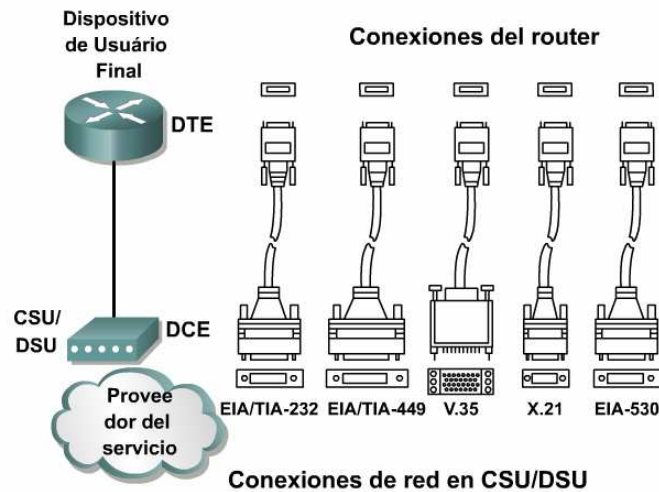 Dispositivo
de Usuário
Final
Conexiones del router
DTE
CSU/
DSU
DCE
Provee
dor del
servicio
EIA/TIA-232
EIA/TIA-449
V.35
X.21
EIA-530
Conexiones de red en CSU/DSU